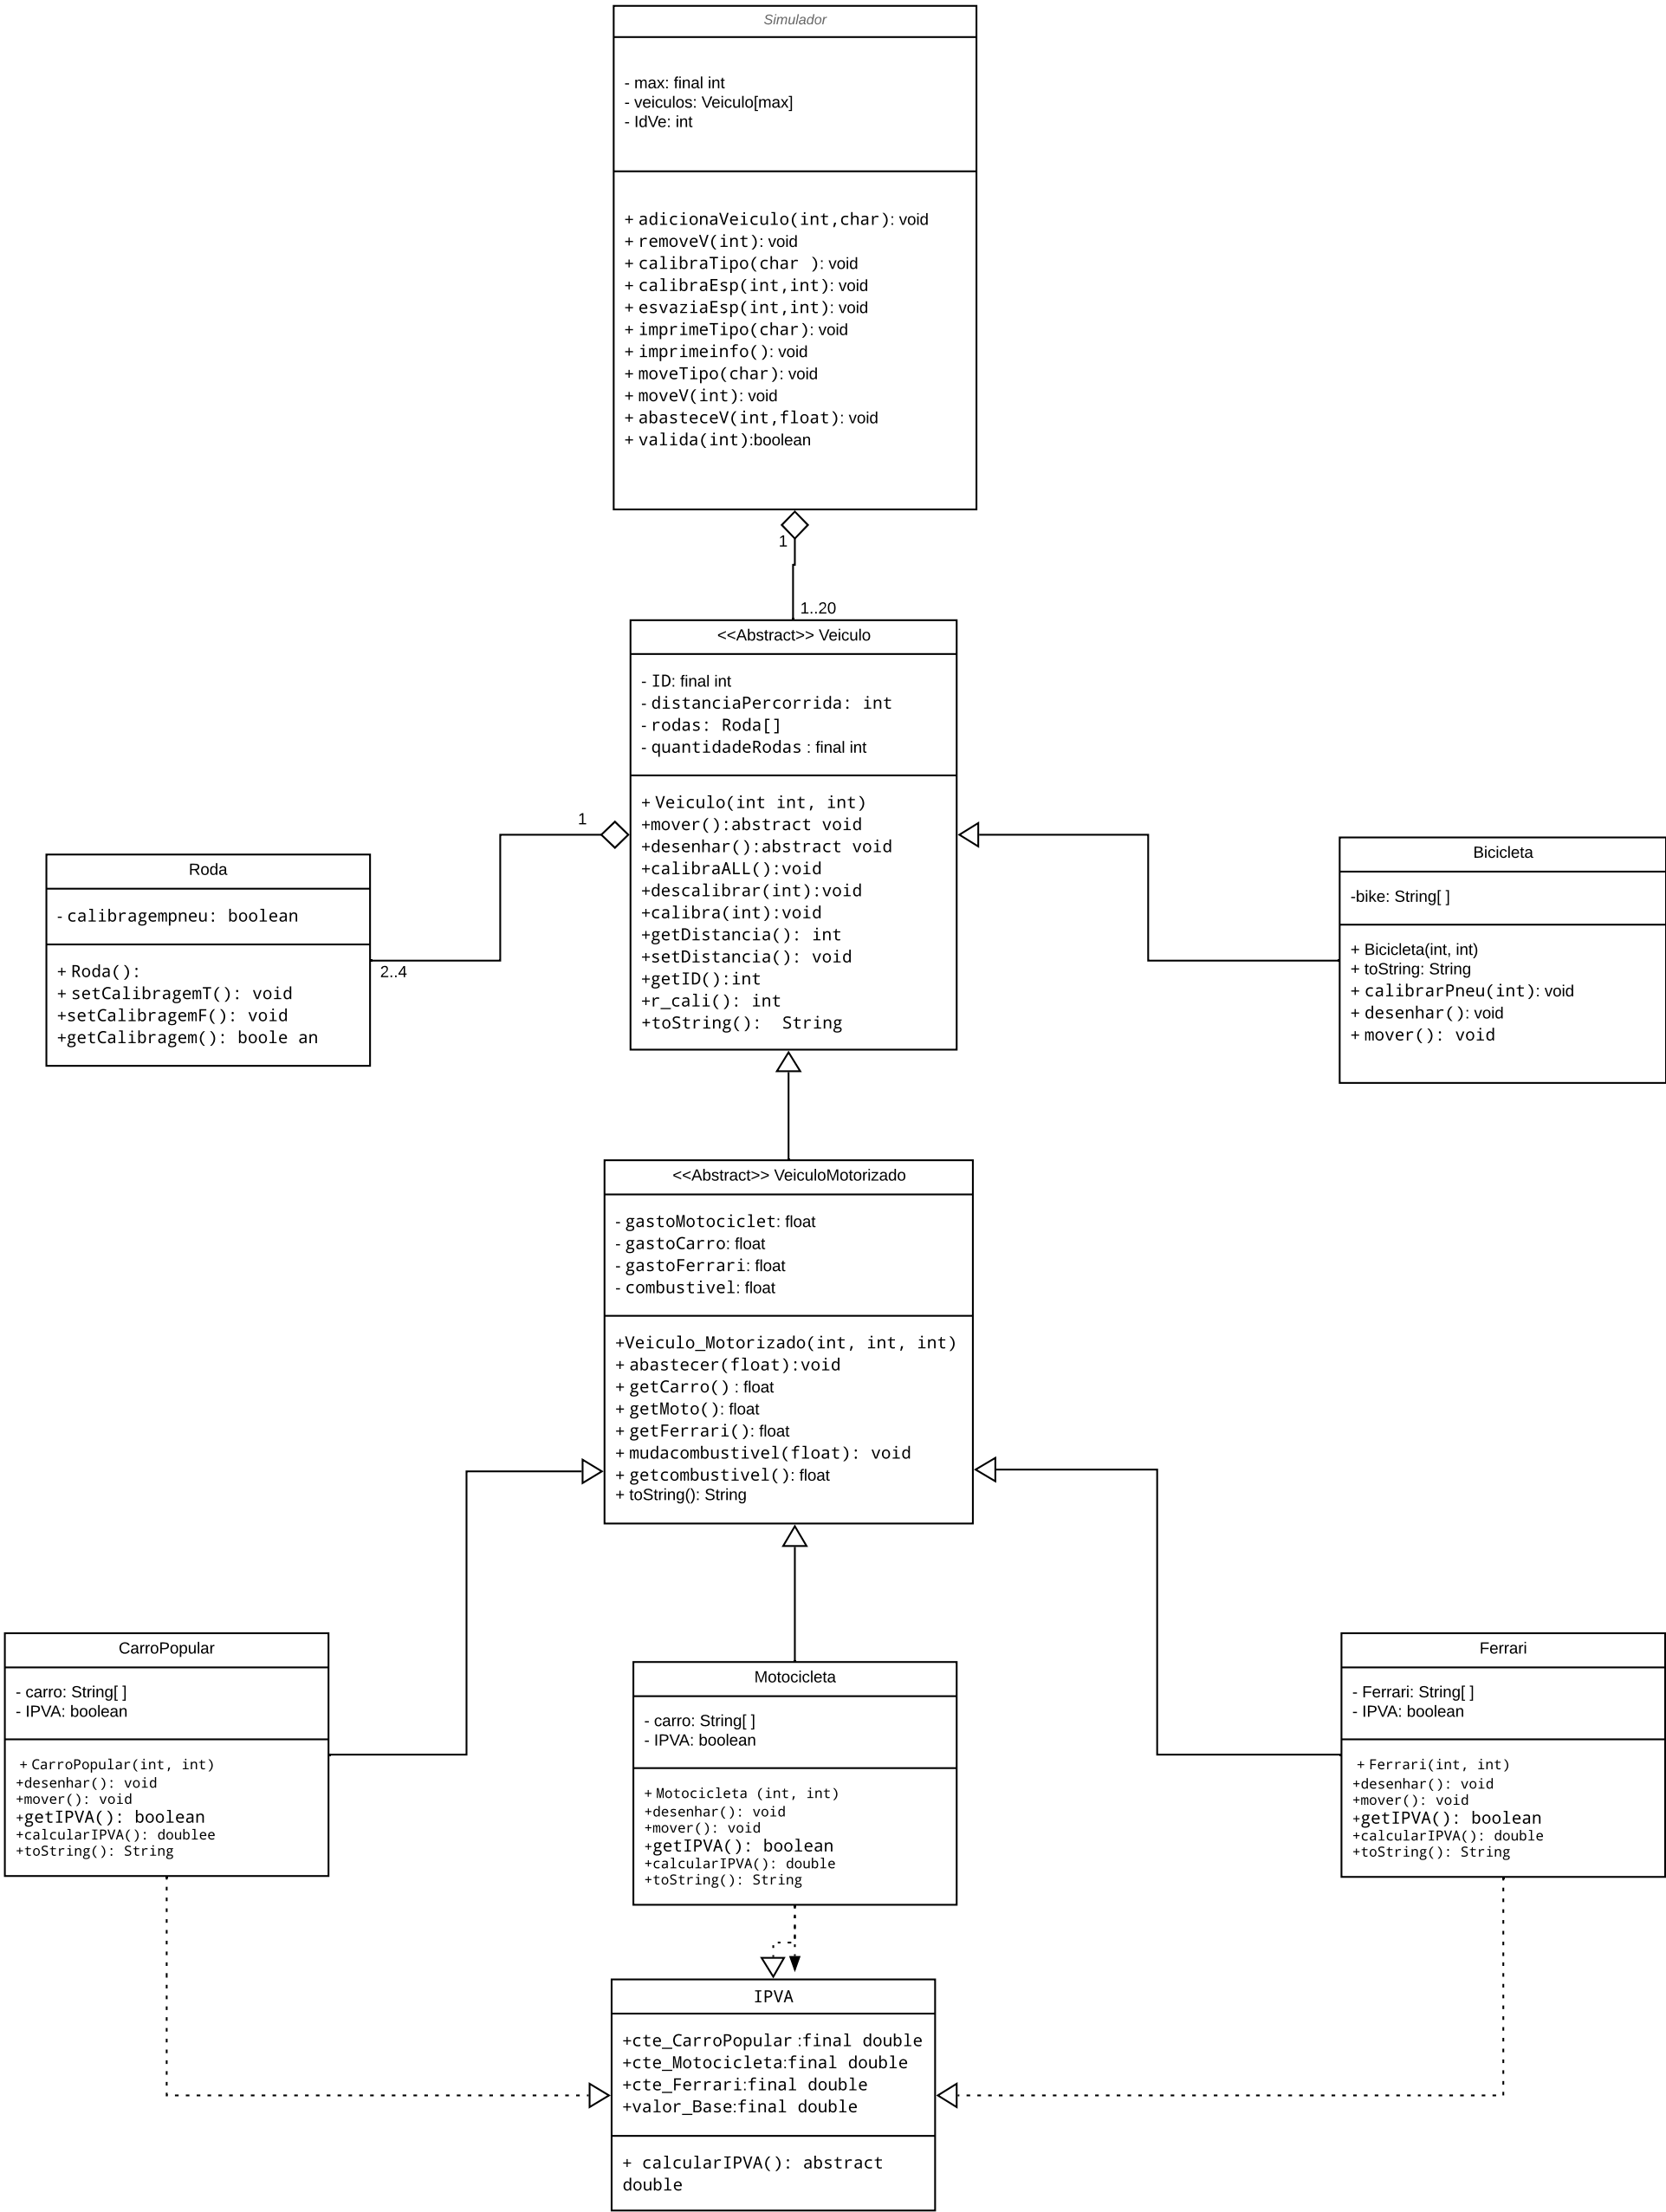 Simulador
- max: final int
- veiculos: Veiculo[max]
- IdVe: int
+ adicionaVeiculo(int,char): void
+ removeV(int): void
+ calibraTipo(char ): void
+ calibraEsp(int,int): void
+ esvaziaEsp(int,int): void
+ imprimeTipo(char): void
+ imprimeinfo(): void
+ moveTipo(char): void
+ moveV(int): void
+ abasteceV(int,float): void
+ valida(int):boolean
1
1..20
<<Abstract>> Veiculo
- ID: final int
- distanciaPercorrida: int
- rodas: Roda[]
- quantidadeRodas : final int
+ Veiculo(int int, int)
+mover():abstract void
+desenhar():abstract void
+calibraALL():void
+descalibrar(int):void
+calibra(int):void
+getDistancia(): int
+setDistancia(): void
+getID():int
+r_cali(): int
+toString():  String
1
2..4
Roda
- calibragempneu: boolean
+ Roda():
+ setCalibragemT(): void
+setCalibragemF(): void
+getCalibragem(): boole an
Bicicleta
-bike: String[ ]
+ Bicicleta(int, int)
+ toString: String
+ calibrarPneu(int): void
+ desenhar(): void
+ mover(): void
<<Abstract>> VeiculoMotorizado
- gastoMotociclet: float
- gastoCarro: float
- gastoFerrari: float
- combustivel: float
+Veiculo_Motorizado(int, int, int)
+ abastecer(float):void
+ getCarro() : float
+ getMoto(): float
+ getFerrari(): float
+ mudacombustivel(float): void
+ getcombustivel(): float
+ toString(): String
CarroPopular
- carro: String[ ]
- IPVA: boolean
+ CarroPopular(int, int)
+desenhar(): void
+mover(): void
+getIPVA(): boolean
+calcularIPVA(): doublee
+toString(): String
Motocicleta
- carro: String[ ]
- IPVA: boolean
+ Motocicleta (int, int)
+desenhar(): void
+mover(): void
+getIPVA(): boolean
+calcularIPVA(): double
+toString(): String
Ferrari
- Ferrari: String[ ]
- IPVA: boolean
+ Ferrari(int, int)
+desenhar(): void
+mover(): void
+getIPVA(): boolean
+calcularIPVA(): double
+toString(): String
IPVA
+cte_CarroPopular :final double
+cte_Motocicleta:final double
+cte_Ferrari:final double
+valor_Base:final double
+ calcularIPVA(): abstract
double